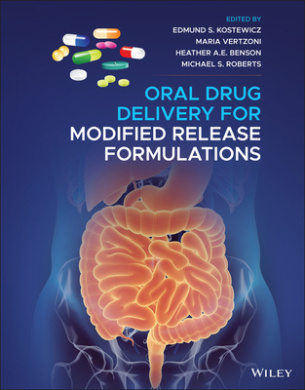 EDITED BY
EDMUND S. KOSTEWICZ
MARIA VERTZONI
HEATHER A.E. BENSON
MICHAEL S. ROBERTS
ORAL DRUG
DELIVERY FOR
MODIFIED RELEASE
FORMULATIONS
WILEY